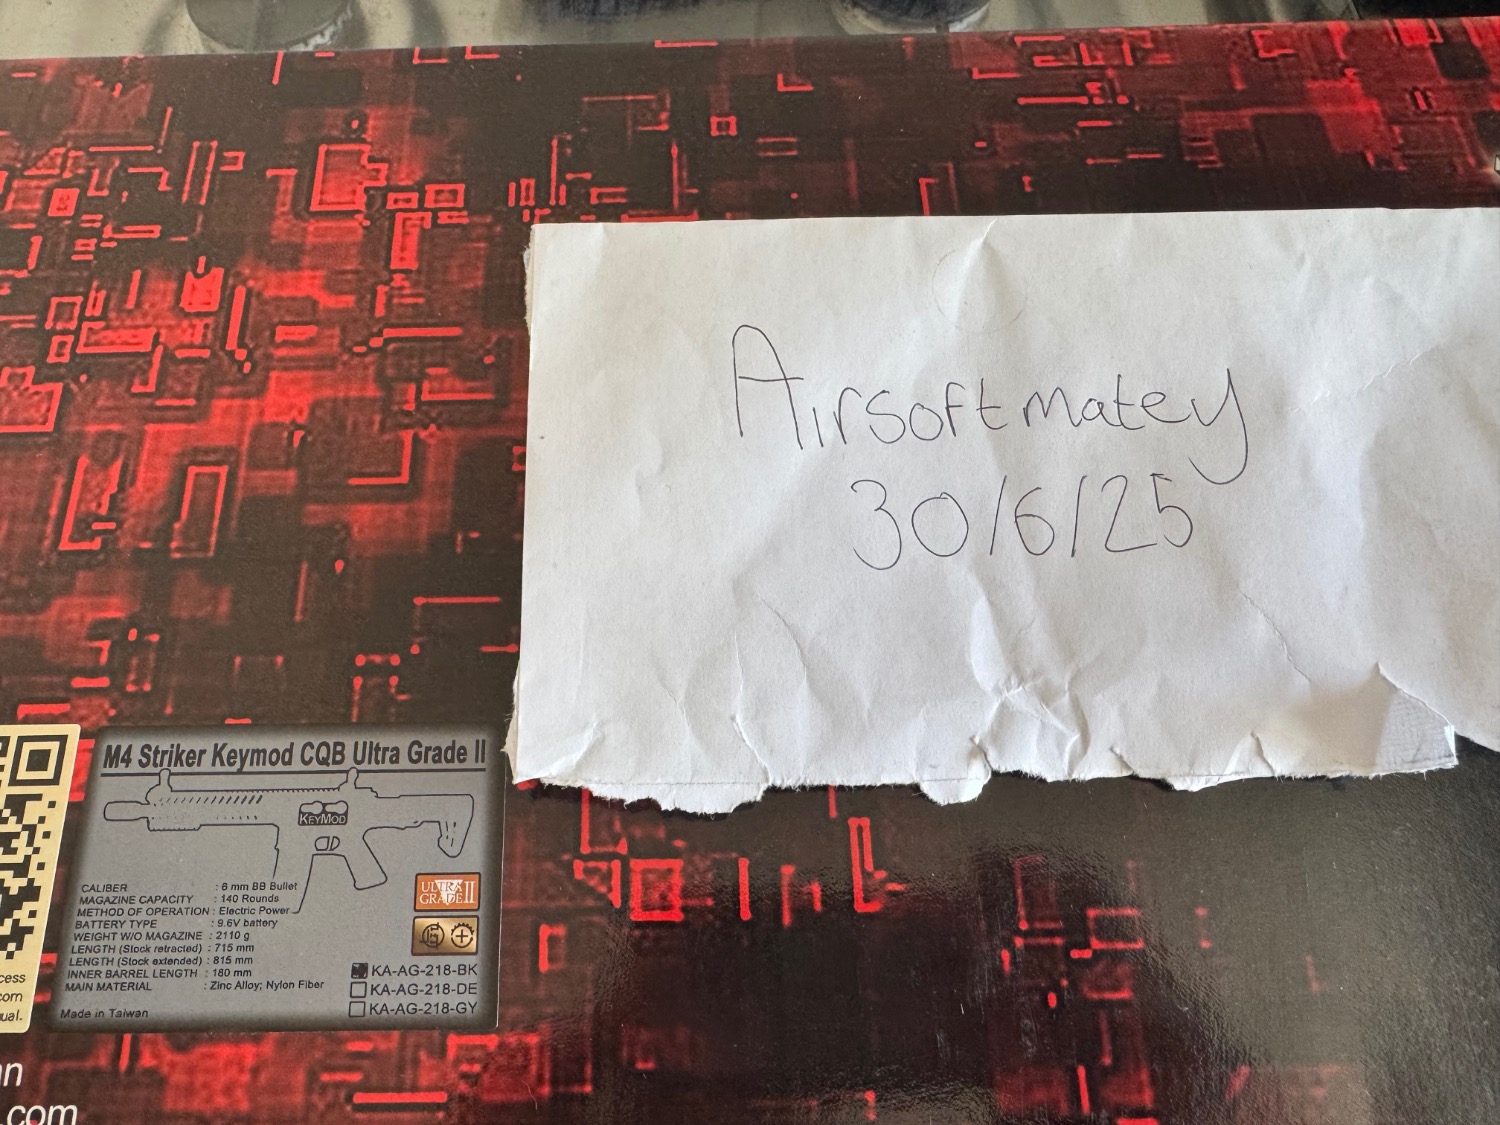 Airsoftmatey
30/6/25
M4 Striker Keymod CQB Ultra Grade II
KEYMOD
CALIBER : 6 mm BB Bullet
MAGAZINE CAPACITY : 140 Rounds
METHOD OF OPERATION : Electric Power
BATTERY TYPE : 9.6V battery
WEIGHT W/O MAGAZINE : 2110 g
LENGTH (Stock retracted) : 715 mm
LENGTH (Stock extended) : 815 mm
INNER BARREL LENGTH : 180 mm
MAIN MATERIAL : Zinc Alloy; Nylon Fiber
Made in Taiwan
ULTRA
GRADE II
KA-AG-218-BK
KA-AG-218-DE
KA-AG-218-GY
.com